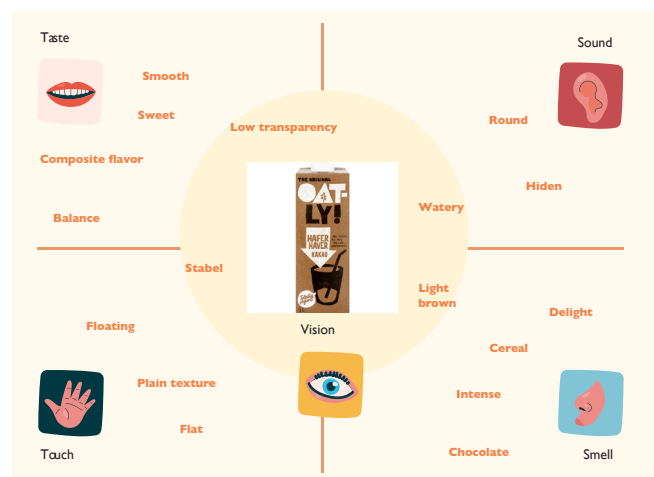 Taste
Smooth
Sweet
Composite flavor
Balance
Sound
Round
Hiden
Low transparency
Watery
Stabel
Light
brown
THE ORIGINAL
OAT-
LY!
HAFER
HAVER
KAKAO
Vision
Floating
Plain texture
Flat
Touch
Delight
Cereal
Intense
Chocolate
Smell